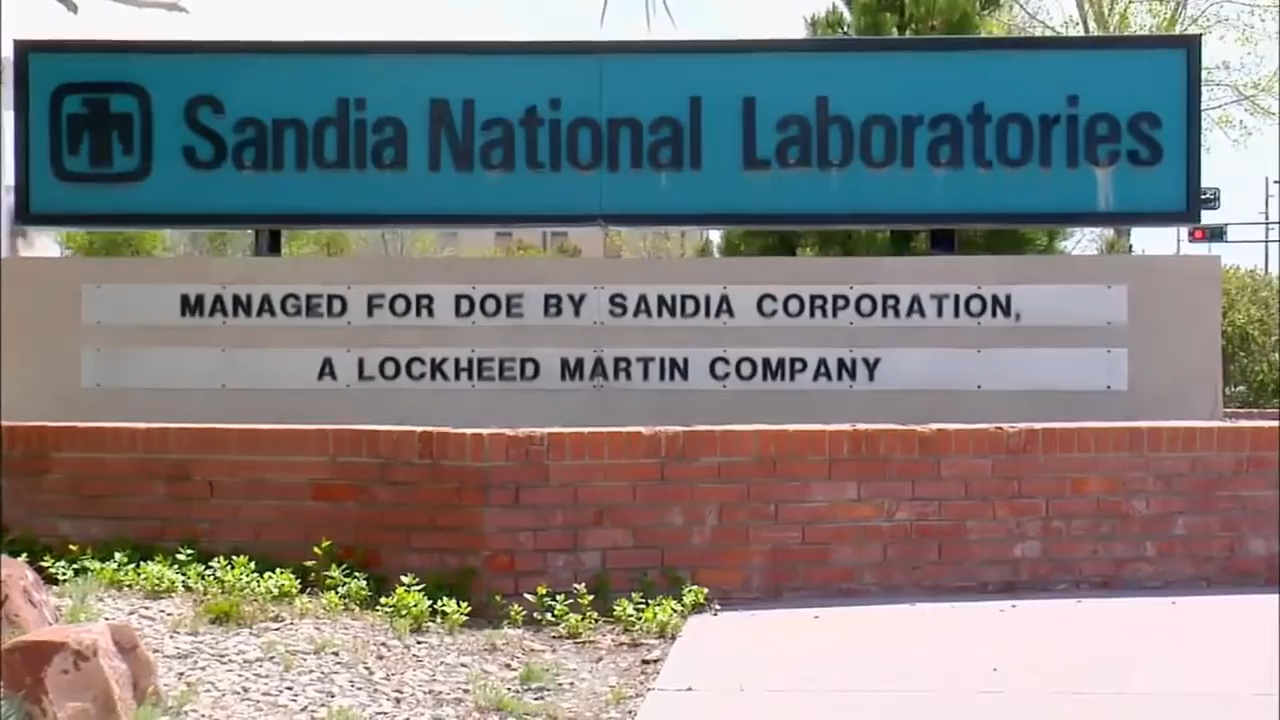 Sandia National Laboratories
MANAGED FOR DOE BY SANDIA CORPORATION,
A LOCKHEED MARTIN COMPANY